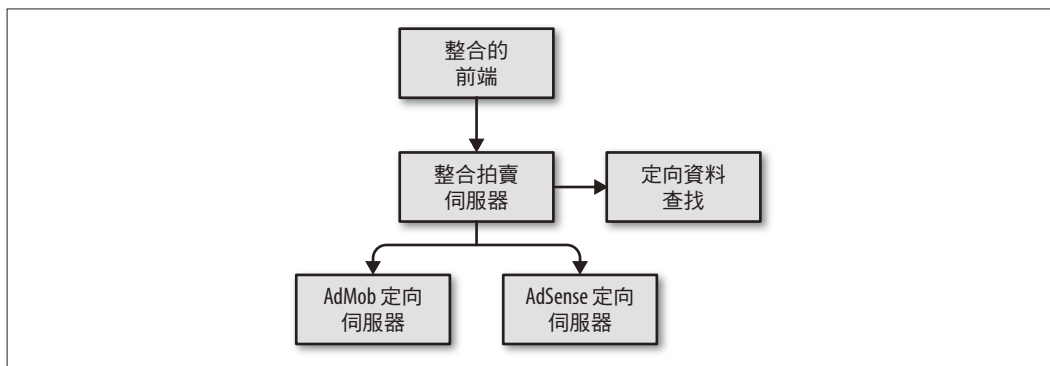 整合的
前端
整合拍賣
伺服器
定向資料
查找
AdMob 定向
伺服器
AdSense 定向
伺服器